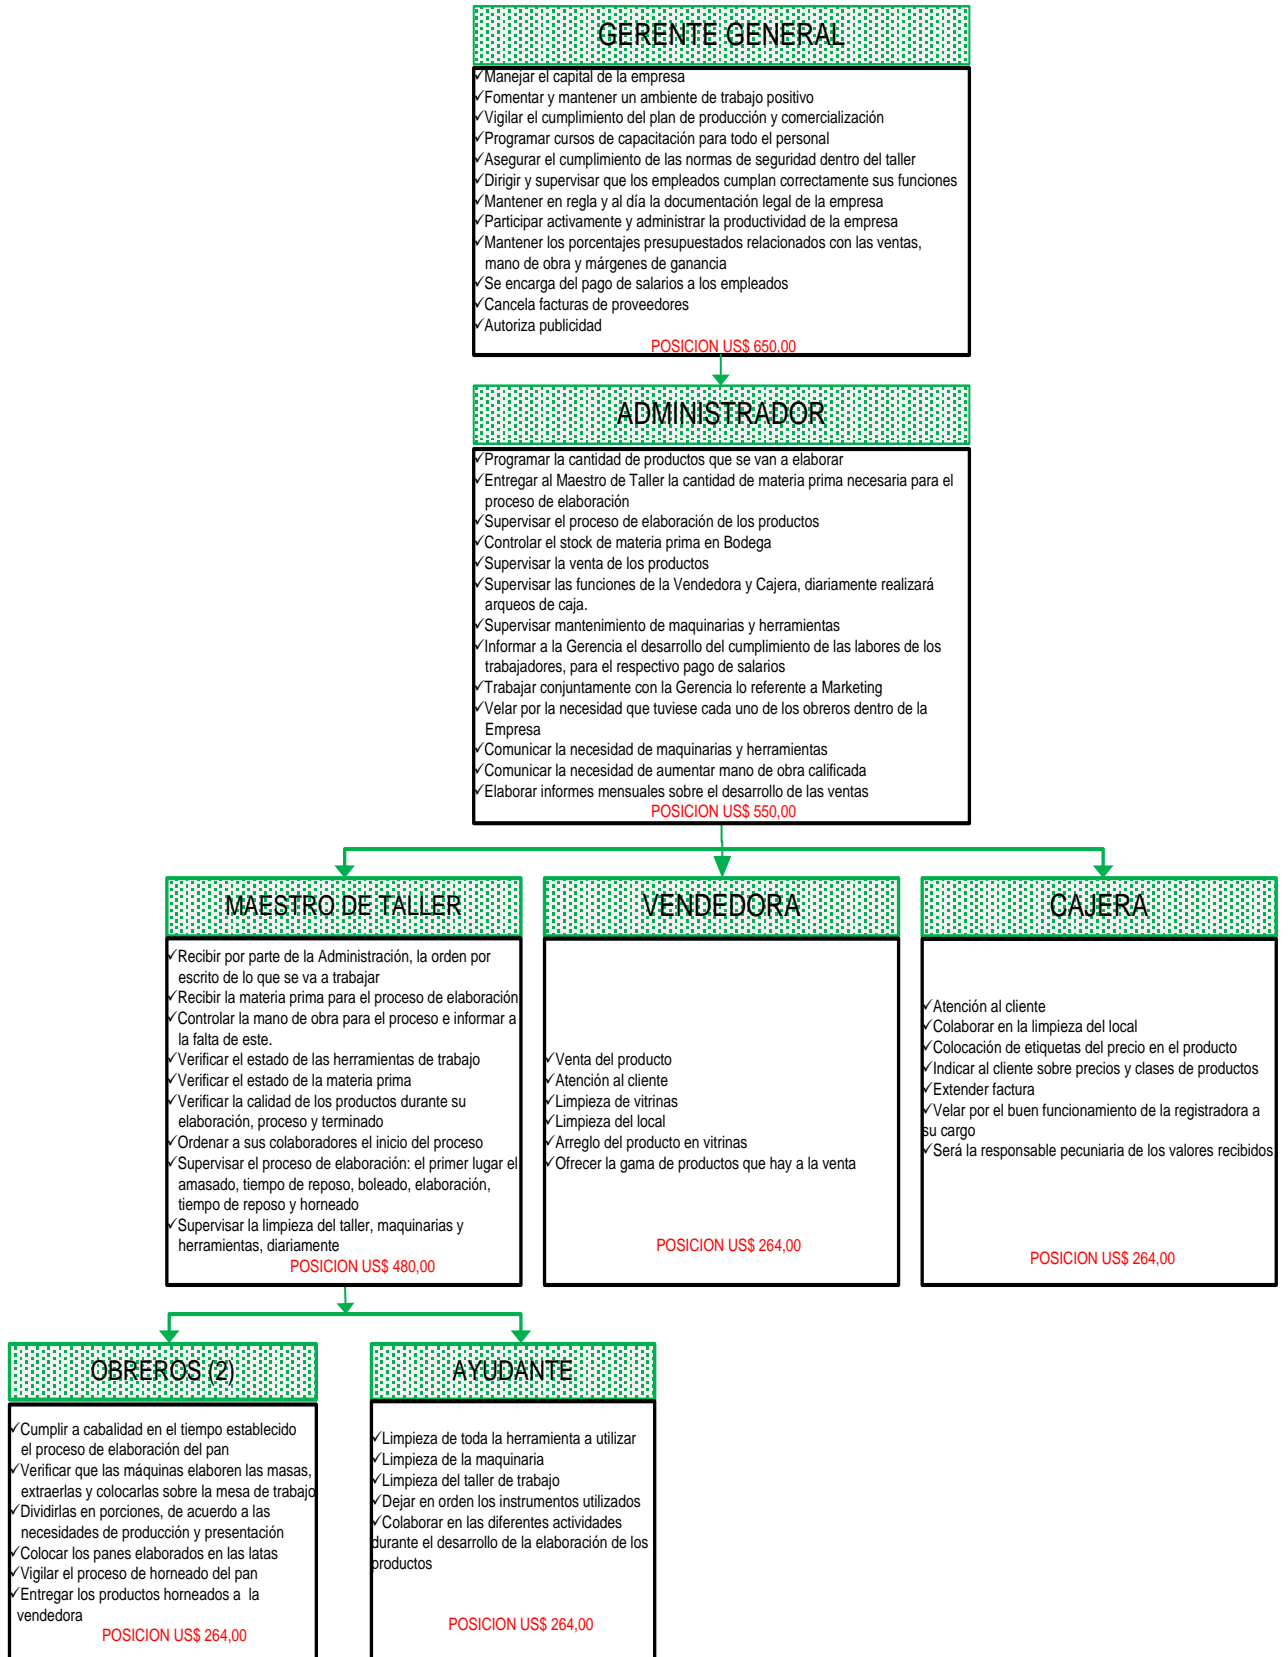 GERENTE GENERAL
✓Manejar el capital de la empresa
✓Fomentar y mantener un ambiente de trabajo positivo
✓Vigilar el cumplimiento del plan de producción y comercialización
✓Programar cursos de capacitación para todo el personal
✓Asegurar el cumplimiento de las normas de seguridad dentro del taller
✓Dirigir y supervisar que los empleados cumplan correctamente sus funciones
✓Mantener en regla y al día la documentación legal de la empresa
✓Participar activamente y administrar la productividad de la empresa
✓Mantener los porcentajes presupuestados relacionados con las ventas,
mano de obra y márgenes de ganancia
✓Se encarga del pago de salarios a los empleados
✓Cancela facturas de proveedores
✓Autoriza publicidad
POSICION US$ 650,00
ADMINISTRADOR
✓Programar la cantidad de productos que se van a elaborar
✓Entregar al Maestro de Taller la cantidad de materia prima necesaria para el
proceso de elaboración
✓Supervisar el proceso de elaboración de los productos
✓Controlar el stock de materia prima en Bodega
✓Supervisar la venta de los productos
✓Supervisar las funciones de la Vendedora y Cajera, diariamente realizará
arqueos de caja.
✓Supervisar mantenimiento de maquinarias y herramientas
✓Informar a la Gerencia el desarrollo del cumplimiento de las labores de los
trabajadores, para el respectivo pago de salarios
✓Trabajar conjuntamente con la Gerencia lo referente a Marketing
✓Velar por la necesidad que tuviese cada uno de los obreros dentro de la
Empresa
✓Comunicar la necesidad de maquinarias y herramientas
✓Comunicar la necesidad de aumentar mano de obra calificada
✓Elaborar informes mensuales sobre el desarrollo de las ventas
POSICION US$ 550,00
MAESTRO DE TALLER
✓Recibir por parte de la Administración, la orden por
escrito de lo que se va a trabajar
✓Recibir la materia prima para el proceso de elaboración
✓Controlar la mano de obra para el proceso e informar a
la falta de este.
✓Verificar el estado de las herramientas de trabajo
✓Verificar el estado de la materia prima
✓Verificar la calidad de los productos durante su
elaboración, proceso y terminado
✓Ordenar a sus colaboradores el inicio del proceso
✓Supervisar el proceso de elaboración: el primer lugar el
amasado, tiempo de reposo, boleado, elaboración,
tiempo de reposo y horneado
✓Supervisar la limpieza del taller, maquinarias y
herramientas, diariamente
POSICION US$ 480,00
VENDEDORA
✓Venta del producto
✓Atención al cliente
✓Limpieza de vitrinas
✓Limpieza del local
✓Arreglo del producto en vitrinas
✓Ofrecer la gama de productos que hay a la venta
POSICION US$ 264,00
CAJERA
✓Atención al cliente
✓Colaborar en la limpieza del local
✓Colocación de etiquetas del precio en el producto
✓Indicar al cliente sobre precios y clases de productos
✓Extender factura
✓Velar por el buen funcionamiento de la registradora a
su cargo
✓Será la responsable pecuniaria de los valores recibidos
POSICION US$ 264,00
OBREROS (2)
✓Cumplir a cabalidad en el tiempo establecido
el proceso de elaboración del pan
✓Verificar que las máquinas elaboren las masas,
extraerlas y colocarlas sobre la mesa de trabajo
✓Dividirlas en porciones, de acuerdo a las
necesidades de producción y presentación
✓Colocar los panes elaborados en las latas
✓Vigilar el proceso de horneado del pan
✓Entregar los productos horneados a la
vendedora
POSICION US$ 264,00
AYUDANTE
✓Limpieza de toda la herramienta a utilizar
✓Limpieza de la maquinaria
✓Limpieza del taller de trabajo
✓Dejar en orden los instrumentos utilizados
✓Colaborar en las diferentes actividades
durante el desarrollo de la elaboración de los
productos
POSICION US$ 264,00